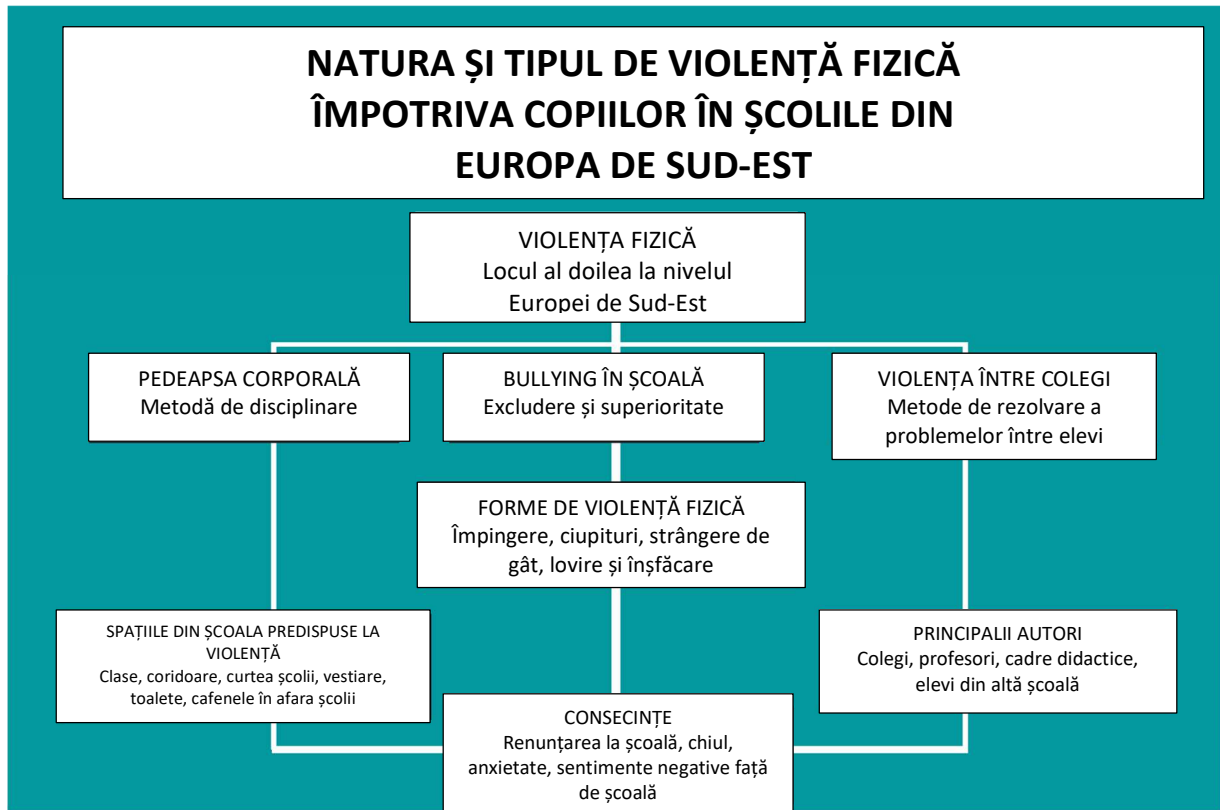 NATURA ȘI TIPUL DE VIOLENȚĂ FIZICĂ
ÎMPOTRIVA COPIILOR ÎN ȘCOLILE DIN
EUROPA DE SUD-EST
VIOLENȚA FIZICĂ
Locul al doilea la nivelul
Europei de Sud-Est
PEDEAPSA CORPORALĂ
Metodă de disciplinare
BULLYING ÎN ȘCOALĂ
Excludere și superioritate
VIOLENȚA ÎNTRE COLEGI
Metode de rezolvare a
problemelor între elevi
FORME DE VIOLENȚĂ FIZICĂ
Împingere, ciupituri, strângere de
gât, lovire și înșfăcare
SPAȚIILE DIN ȘCOALA PREDISPUSE LA
VIOLENȚĂ
Clase, coridoare, curtea școlii, vestiare,
toalete, cafenele în afara școlii
PRINCIPALII AUTORI
Colegi, profesori, cadre didactice,
elevi din altă școală
CONSECINȚE
Renunțarea la școală, chiul,
anxietate, sentimente negative față
de școală